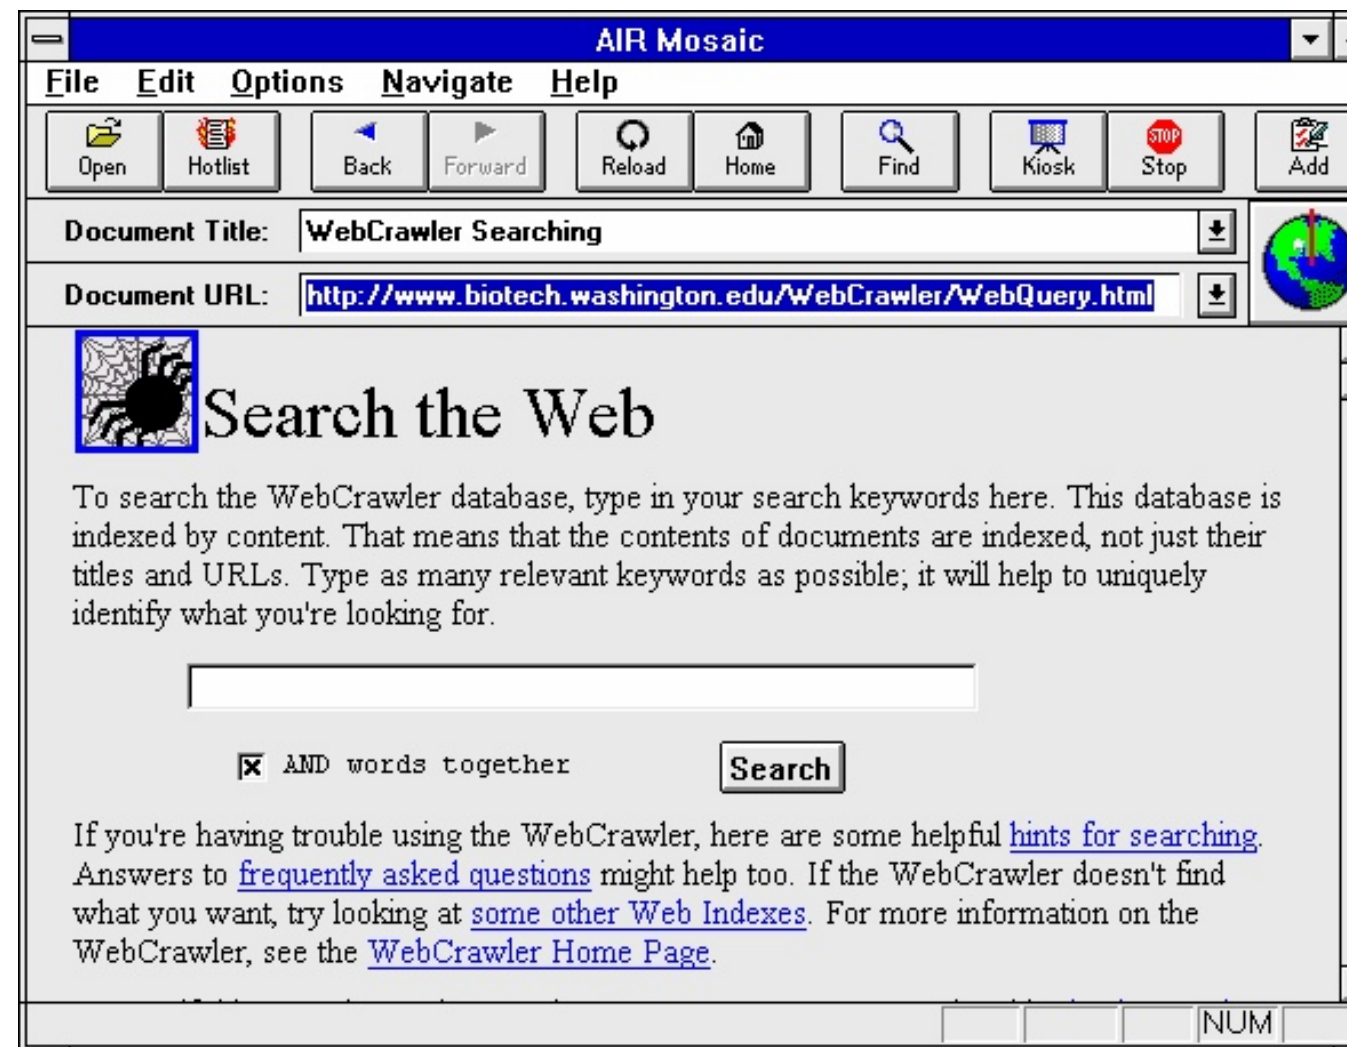 AIR Mosaic
File Edit Options Navigate Help
Open Hotlist Back Forward Reload Home Find Kiosk STOP Stop Add
Document Title: WebCrawler Searching
Document URL: http://www.biotech.washington.edu/WebCrawler/WebQuery.html
Search the Web
To search the WebCrawler database, type in your search keywords here. This database is
indexed by content. That means that the contents of documents are indexed, not just their
titles and URLs. Type as many relevant keywords as possible; it will help to uniquely
identify what you're looking for.
AND words together Search
If you're having trouble using the WebCrawler, here are some helpful hints for searching.
Answers to frequently asked questions might help too. If the WebCrawler doesn't find
what you want, try looking at some other Web Indexes. For more information on the
WebCrawler, see the WebCrawler Home Page.
NUM